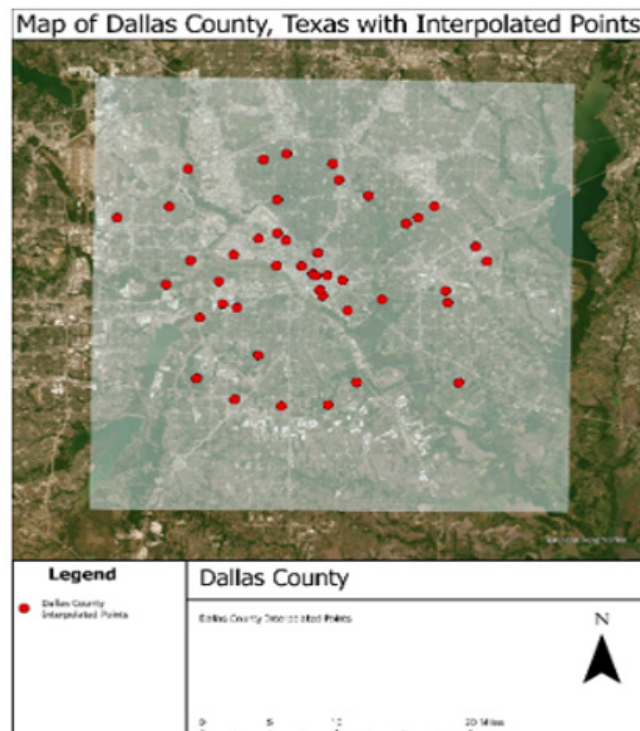 Map of Dallas County, Texas with Interpolated Points
Legend
Dallas County
Interpolated Points
Dallas County
Dallas County Interpolated Points
N
0 5 10 20 Miles